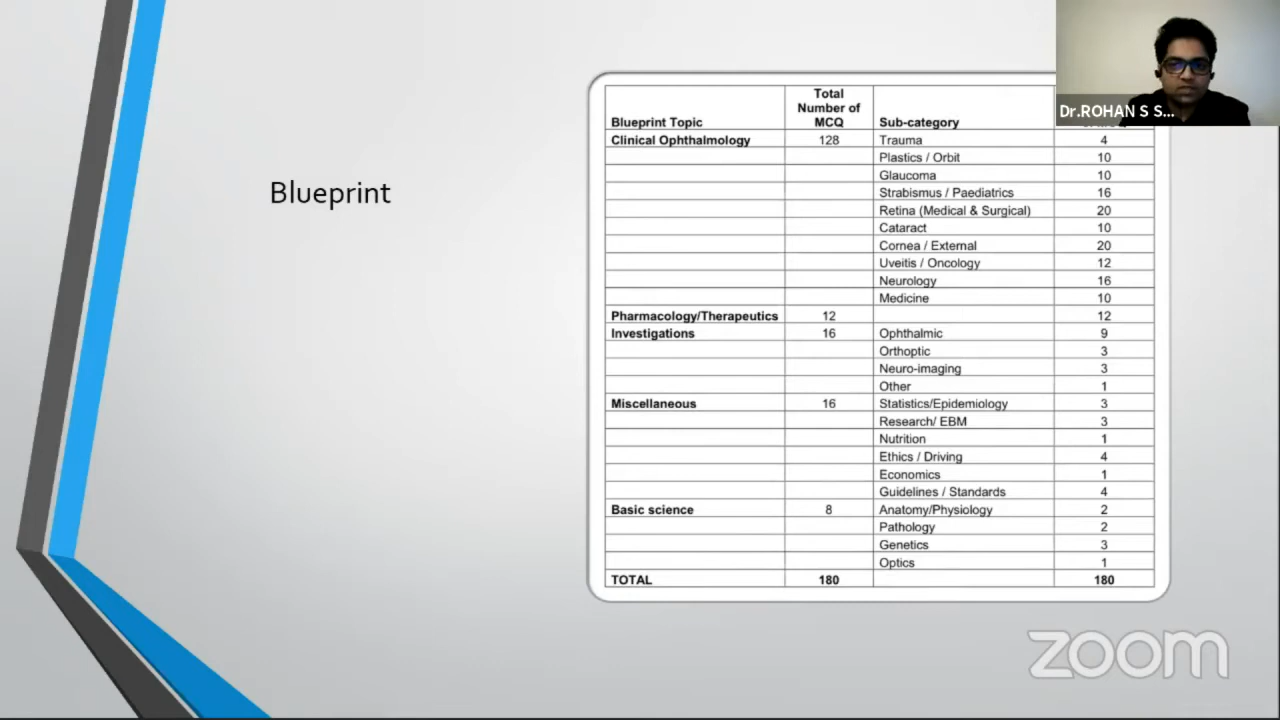 Dr.ROHAN S S...
Blueprint
Blueprint Topic Total Number of MCQ Sub-category
Clinical Ophthalmology 128 Trauma 4
Plastics / Orbit 10
Glaucoma 10
Strabismus / Paediatrics 16
Retina (Medical & Surgical) 20
Cataract 10
Cornea / External 20
Uveitis / Oncology 12
Neurology 16
Medicine 10
Pharmacology/Therapeutics 12 12
Investigations 16 Ophthalmic 9
Orthoptic 3
Neuro-imaging 3
Other 1
Miscellaneous 16 Statistics/Epidemiology 3
Research/ EBM 3
Nutrition 1
Ethics / Driving 4
Economics 1
Guidelines / Standards 4
Basic science 8 Anatomy/Physiology 2
Pathology 2
Genetics 3
Optics 1
TOTAL 180 180
zoom